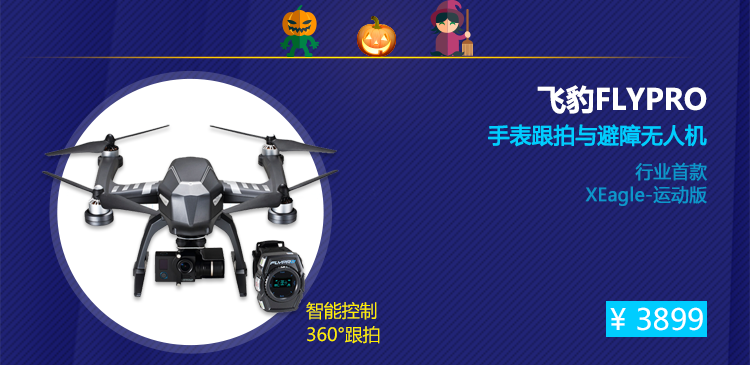 飞豹FLYPRO
手表跟拍与避障无人机
行业首款
XEagle-运动版
FLYPRO
智能控制
360°跟拍
¥ 3899